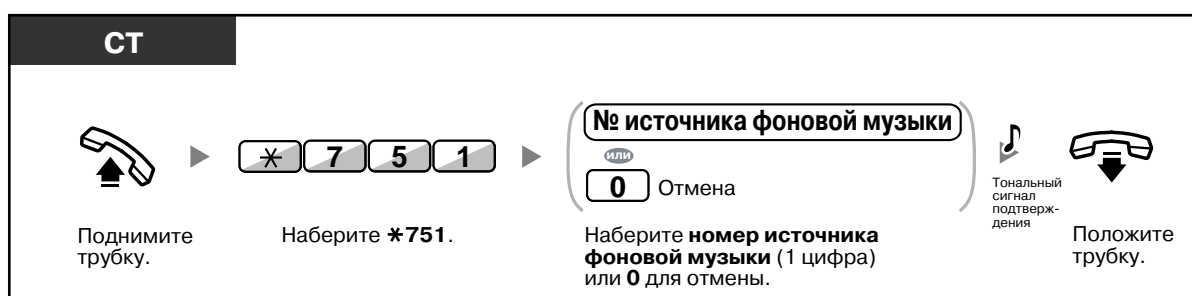 СТ
Поднимите
трубку.
✳ 7 5 1
Наберите ✳751.
№ источника фоновой музыки
или
0 Отмена
Наберите номер источника
фоновой музыки (1 цифра)
или 0 для отмены.
Тональный
сигнал
подтверж-
дения
Положите
трубку.